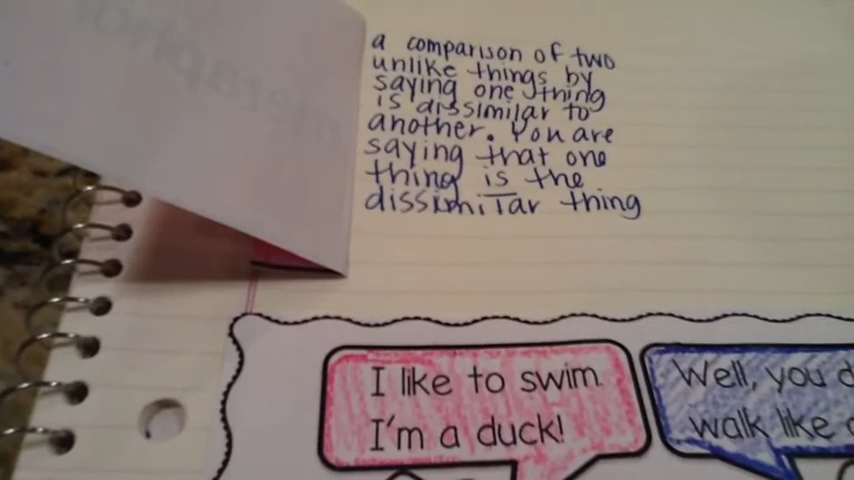 a comparison of two
unlike things by
saying one thing
is dissimilar to
another. You are
saying that one
thing is the
dissimilar thing
I like to swim.
I'm a duck!
Well, you
walk like